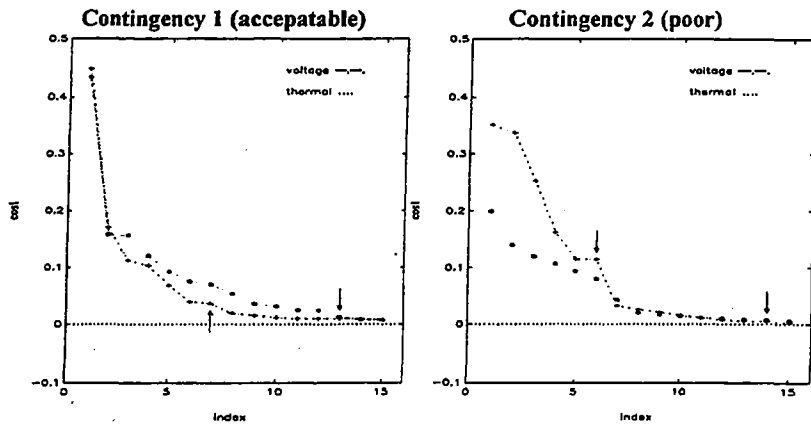 Contingency 1 (accepatable)
0.5
0.4
0.3
0.2
0.1
0
-0.1
cost
voltage
thermal
0
5
10
15
index
Contingency 2 (poor)
0.5
0.4
0.3
0.2
0.1
0
-0.1
cost
voltage
thermal
0
5
10
15
index